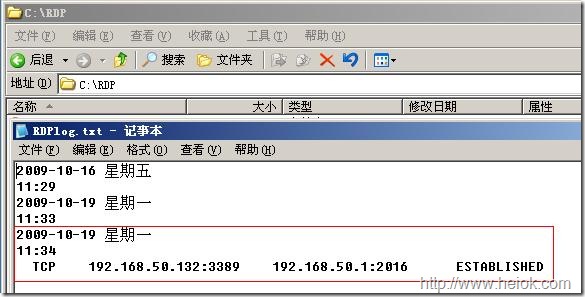 C:\RDP
文件(F) 编辑(E) 查看(V) 收藏(A) 工具(T) 帮助(H)
后退 搜索 文件夹
地址(D) C:\RDP
名称 大小 类型 修改日期 属性
RDPlog.txt - 记事本
文件(F) 编辑(E) 格式(O) 查看(V) 帮助(H)
2009-10-16 星期五
11:29
2009-10-19 星期一
11:33
2009-10-19 星期一
11:34
TCP 192.168.50.132:3389 192.168.50.1:2016 ESTABLISHED
http://www.heiok.com